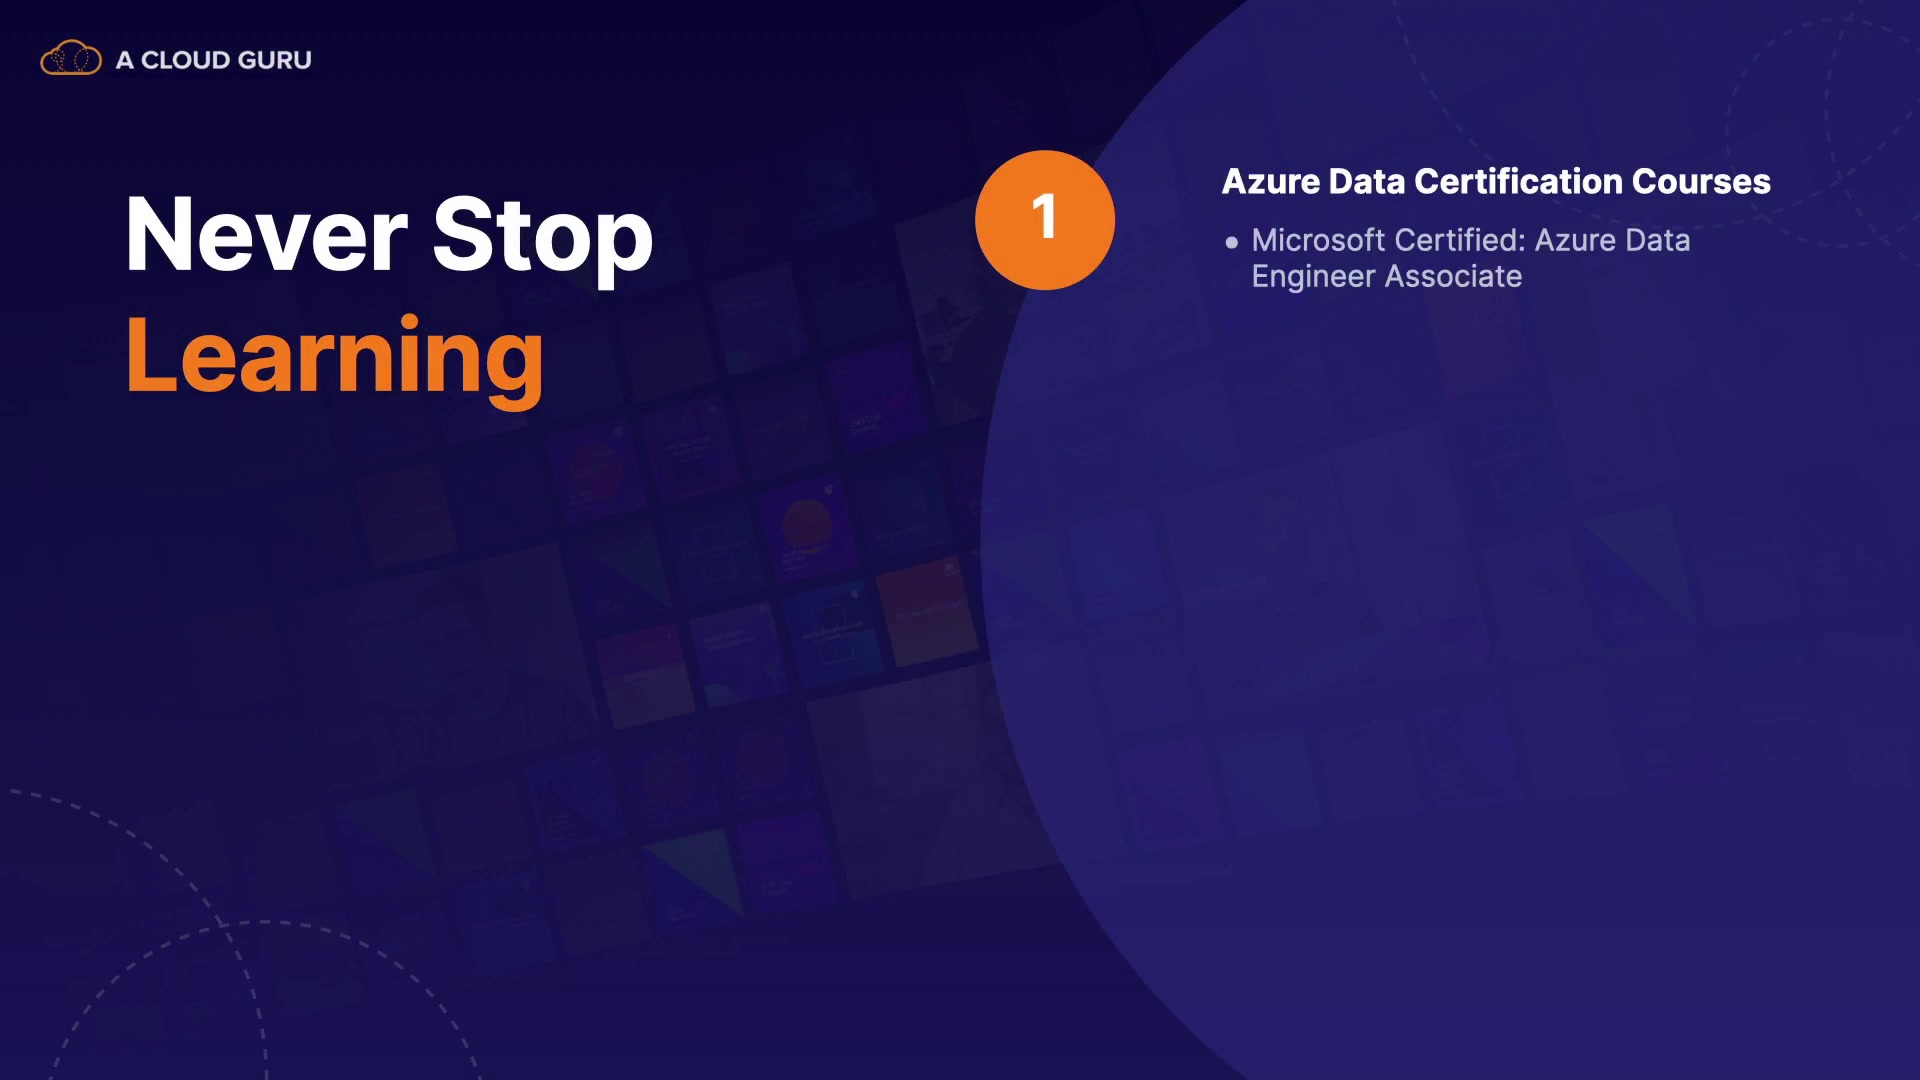 A CLOUD GURU
Never Stop
Learning
1
Azure Data Certification Courses
• Microsoft Certified: Azure Data
Engineer Associate